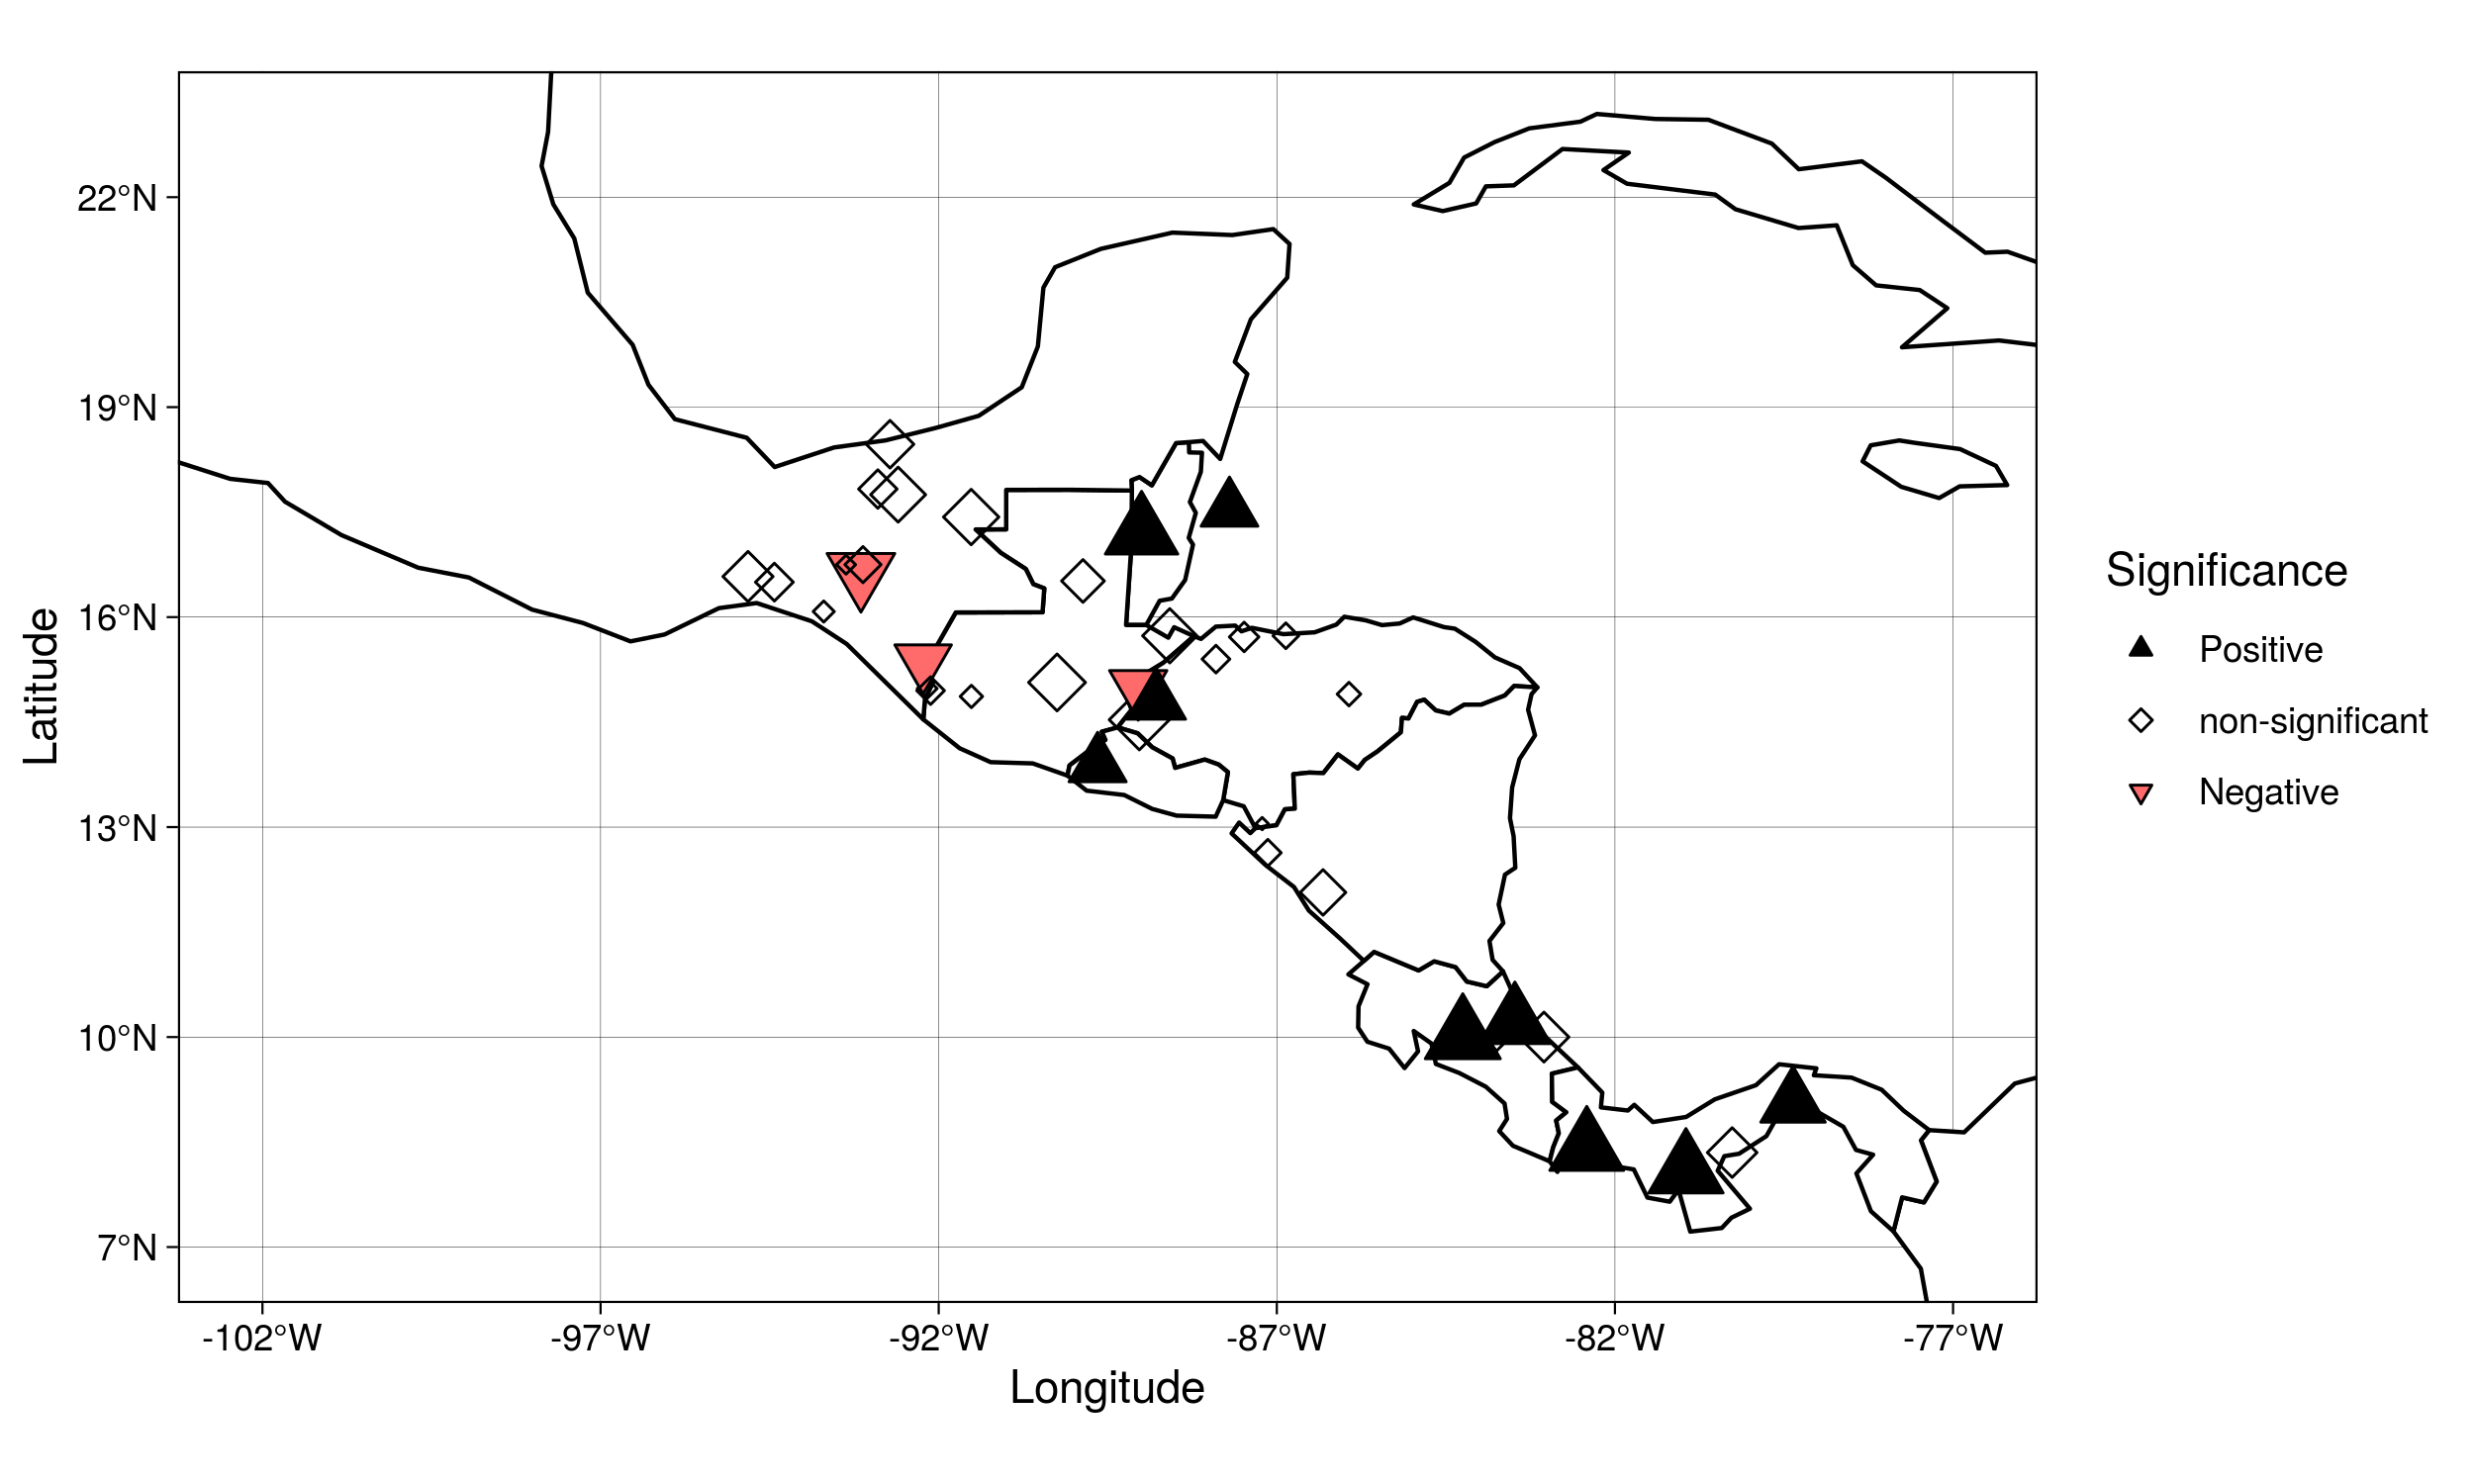 22°N
19°N
16°N
13°N
10°N
7°N
Latitude
-102°W
-97°W
-92°W
-87°W
-82°W
-77°W
Longitude
Significance
Positive
non-significant
Negative